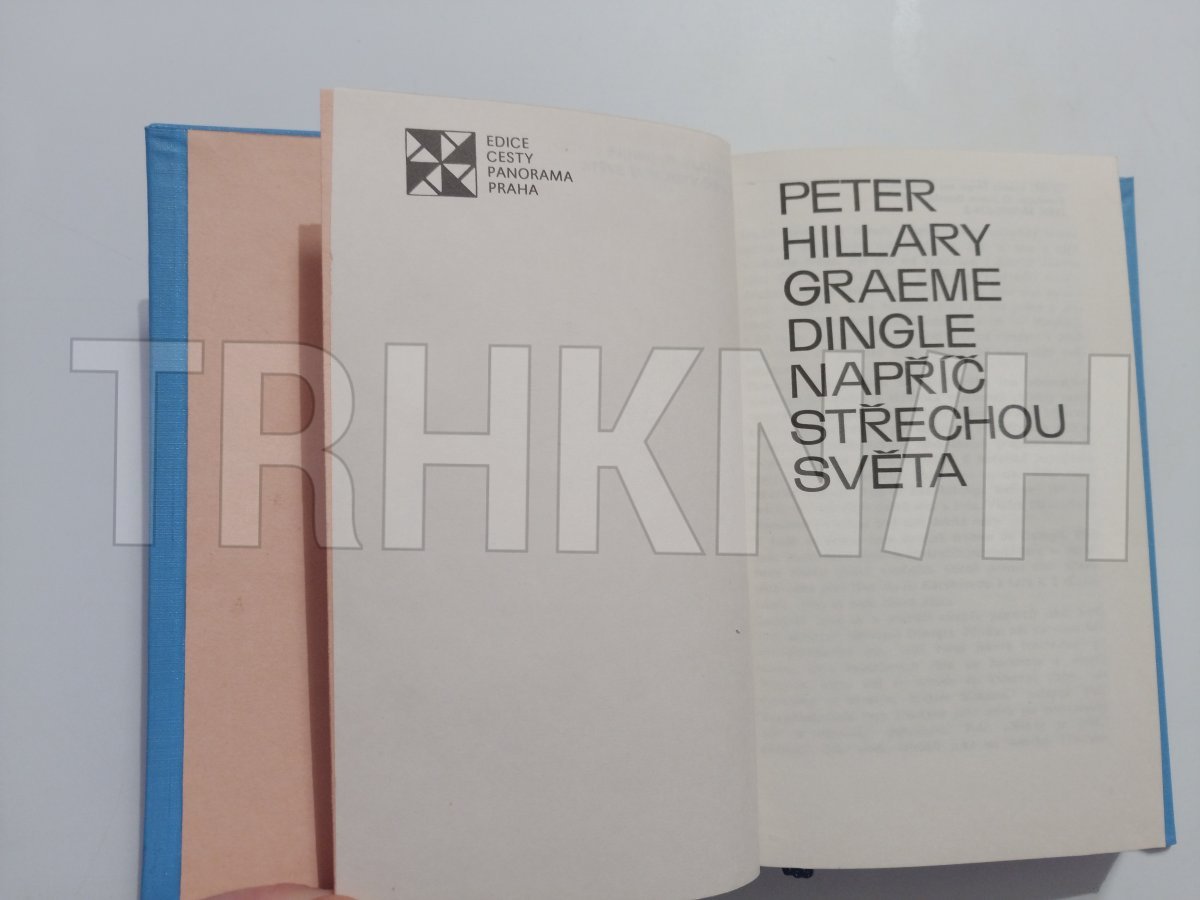 EDICE
CESTY
PANORAMA
PRAHA
PETER
HILLARY
GRAEME
DINGLE
NAPŘÍČ
STŘECHOU
SVĚTA
TRHKNIH